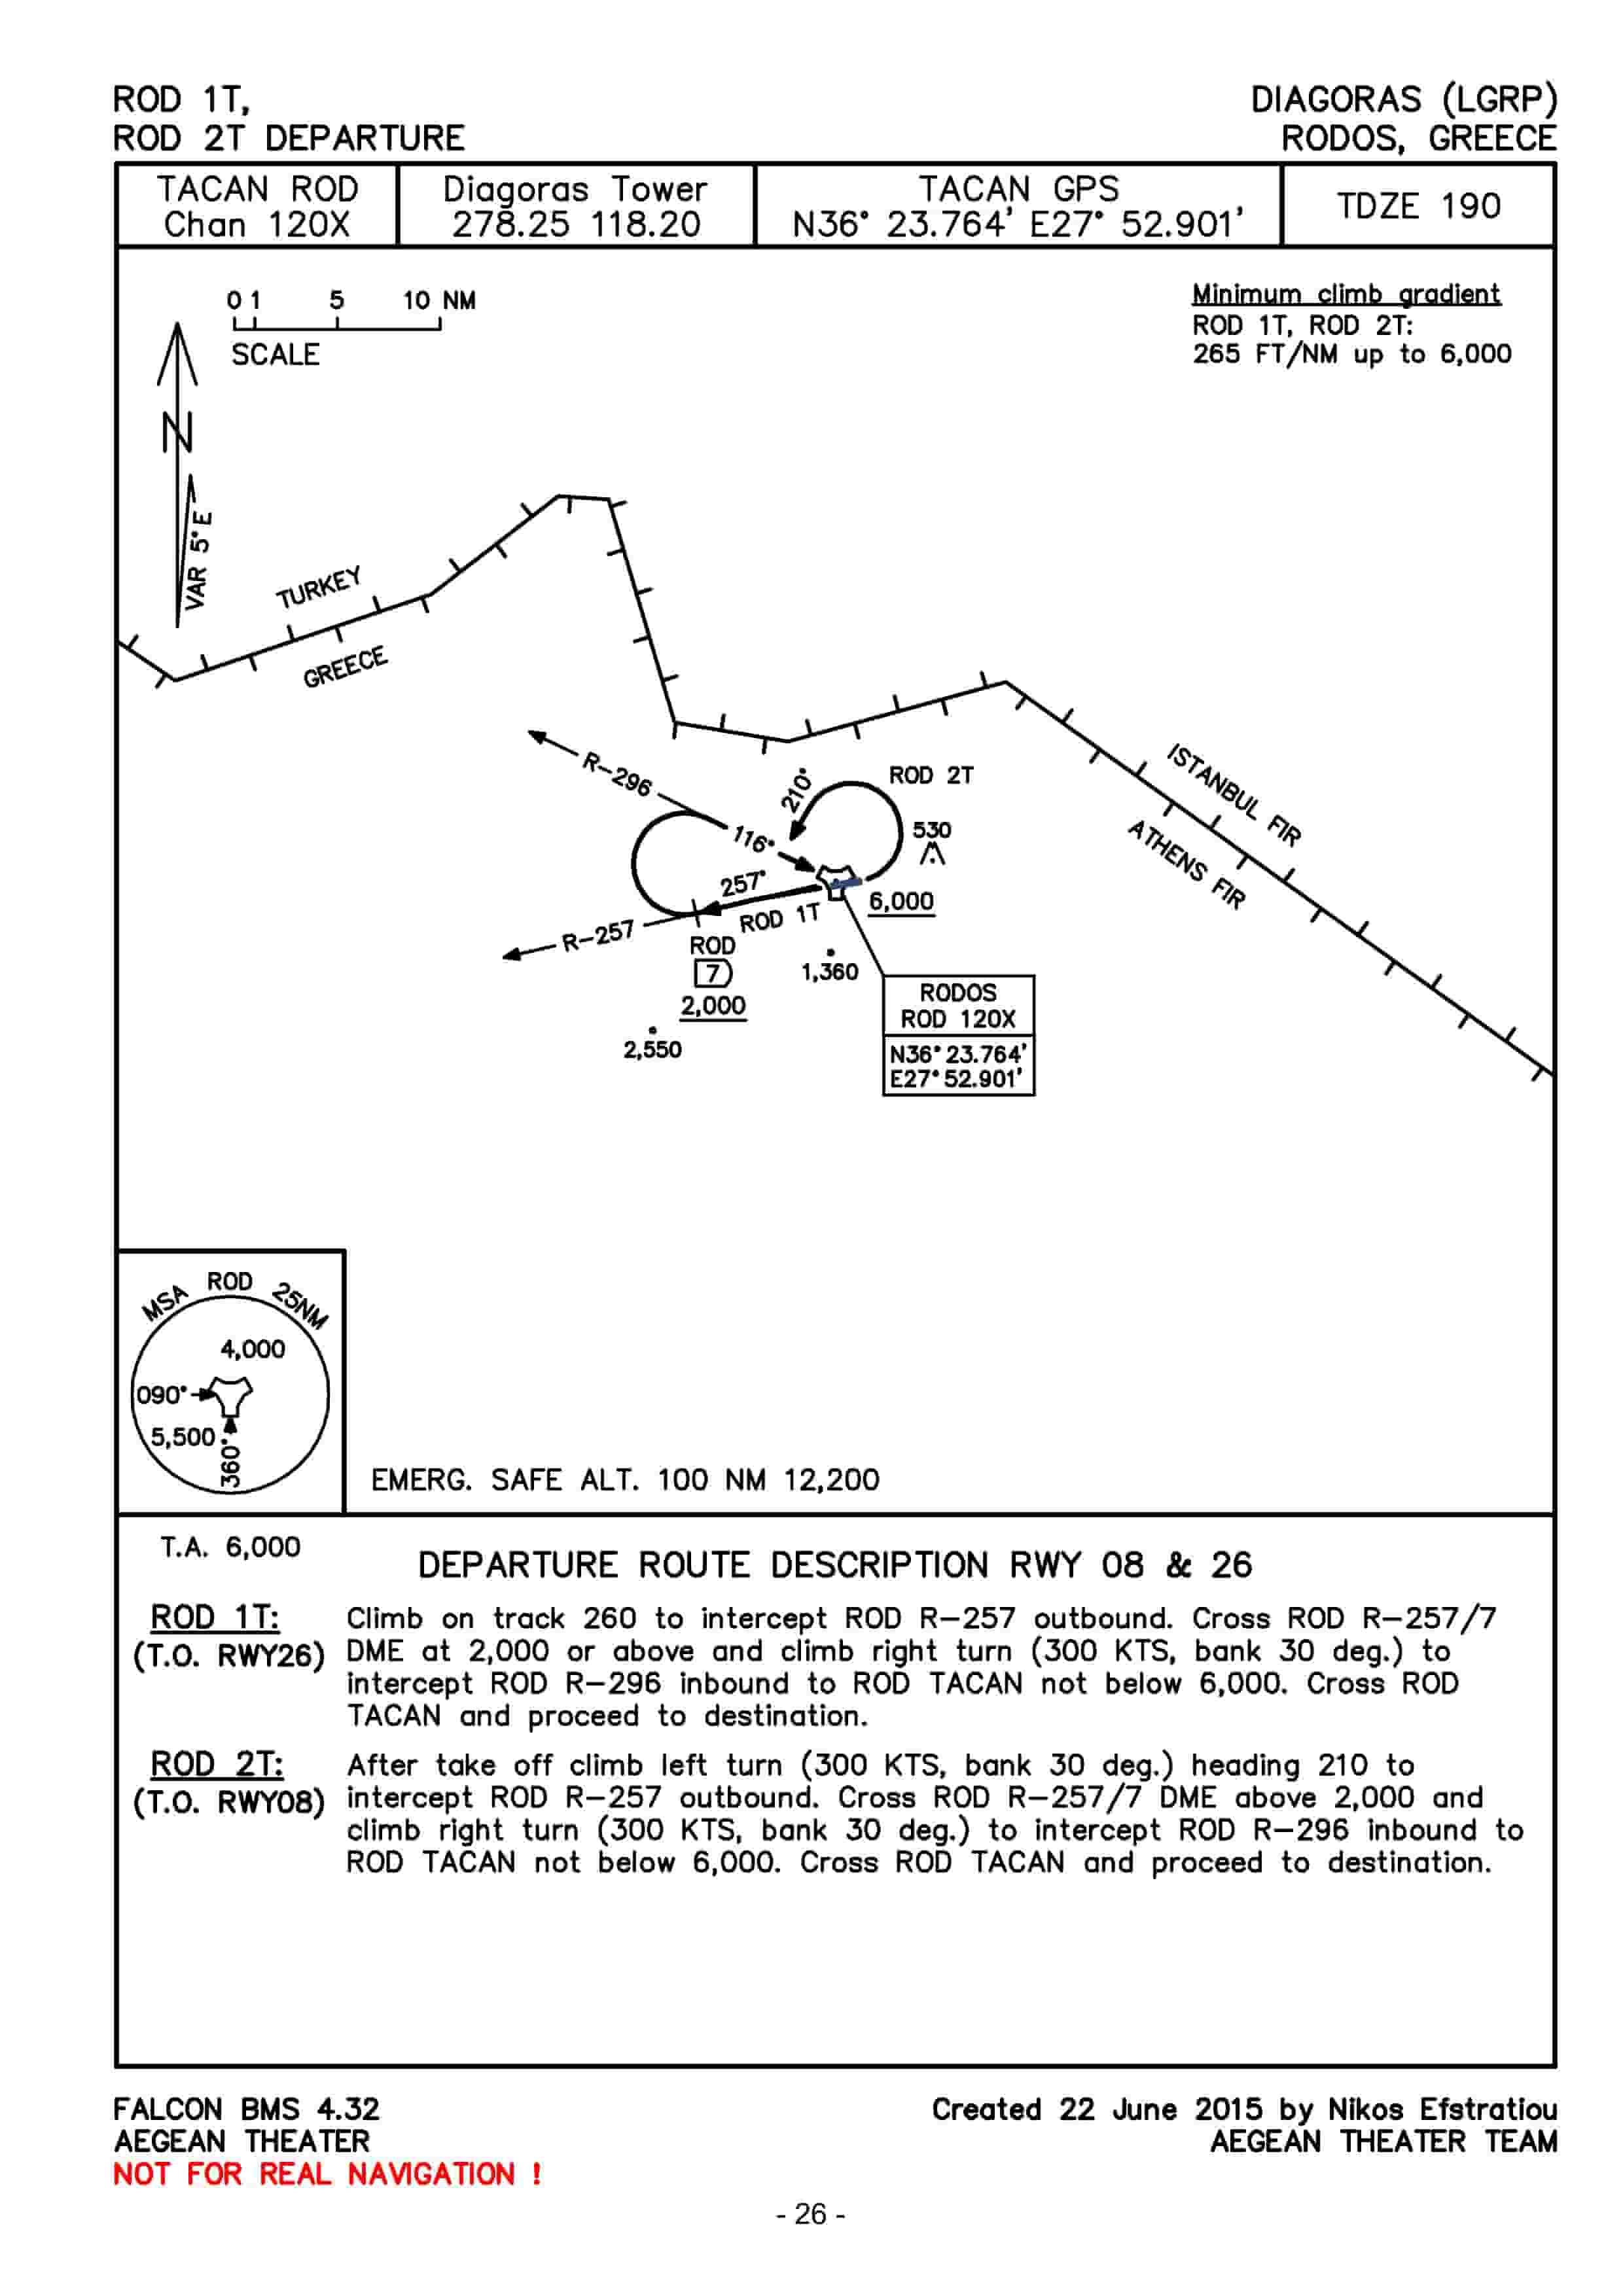 ROD 1T,
ROD 2T DEPARTURE
DIAGORAS (LGRP)
RODOS, GREECE
TACAN ROD
Chan 120X
Diagoras Tower
278.25 118.20
TACAN GPS
N36° 23.764' E27° 52.901'
TDZE 190
0 1 5 10 NM
SCALE
Minimum climb gradient
ROD 1T, ROD 2T:
265 FT/NM up to 6,000
N
VAR 5°E
TURKEY
GREECE
ISTANBUL FIR
ATHENS FIR
R-296
116°
210°
ROD 2T
530
257°
ROD 1T
6,000
R-257
ROD
7
2,000
1,360
2,550
RODOS
ROD 120X
N36° 23.764'
E27° 52.901'
MSA ROD 25NM
4,000
090°
5,500
360°
EMERG. SAFE ALT. 100 NM 12,200
T.A. 6,000
DEPARTURE ROUTE DESCRIPTION RWY 08 & 26
ROD 1T:
(T.O. RWY26)
Climb on track 260 to intercept ROD R-257 outbound. Cross ROD R-257/7
DME at 2,000 or above and climb right turn (300 KTS, bank 30 deg.) to
intercept ROD R-296 inbound to ROD TACAN not below 6,000. Cross ROD
TACAN and proceed to destination.
ROD 2T:
(T.O. RWY08)
After take off climb left turn (300 KTS, bank 30 deg.) heading 210 to
intercept ROD R-257 outbound. Cross ROD R-257/7 DME above 2,000 and
climb right turn (300 KTS, bank 30 deg.) to intercept ROD R-296 inbound to
ROD TACAN not below 6,000. Cross ROD TACAN and proceed to destination.
FALCON BMS 4.32
AEGEAN THEATER
NOT FOR REAL NAVIGATION !
Created 22 June 2015 by Nikos Efstratiou
AEGEAN THEATER TEAM
- 26 -